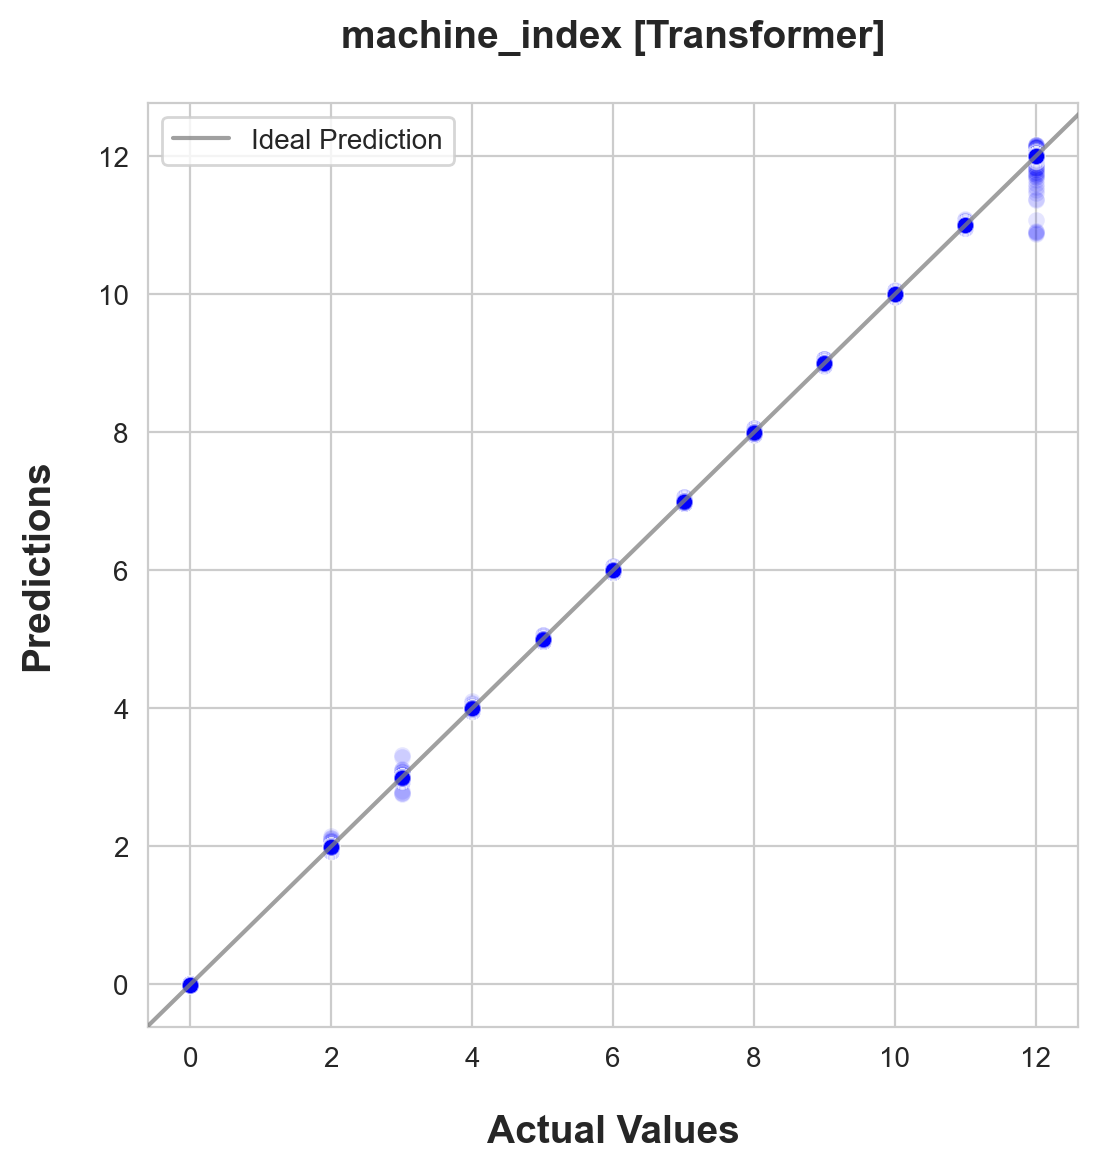 machine_index [Transformer]
Ideal Prediction
12
10
8
6
4
2
0
Predictions
0 2 4 6 8 10 12
Actual Values